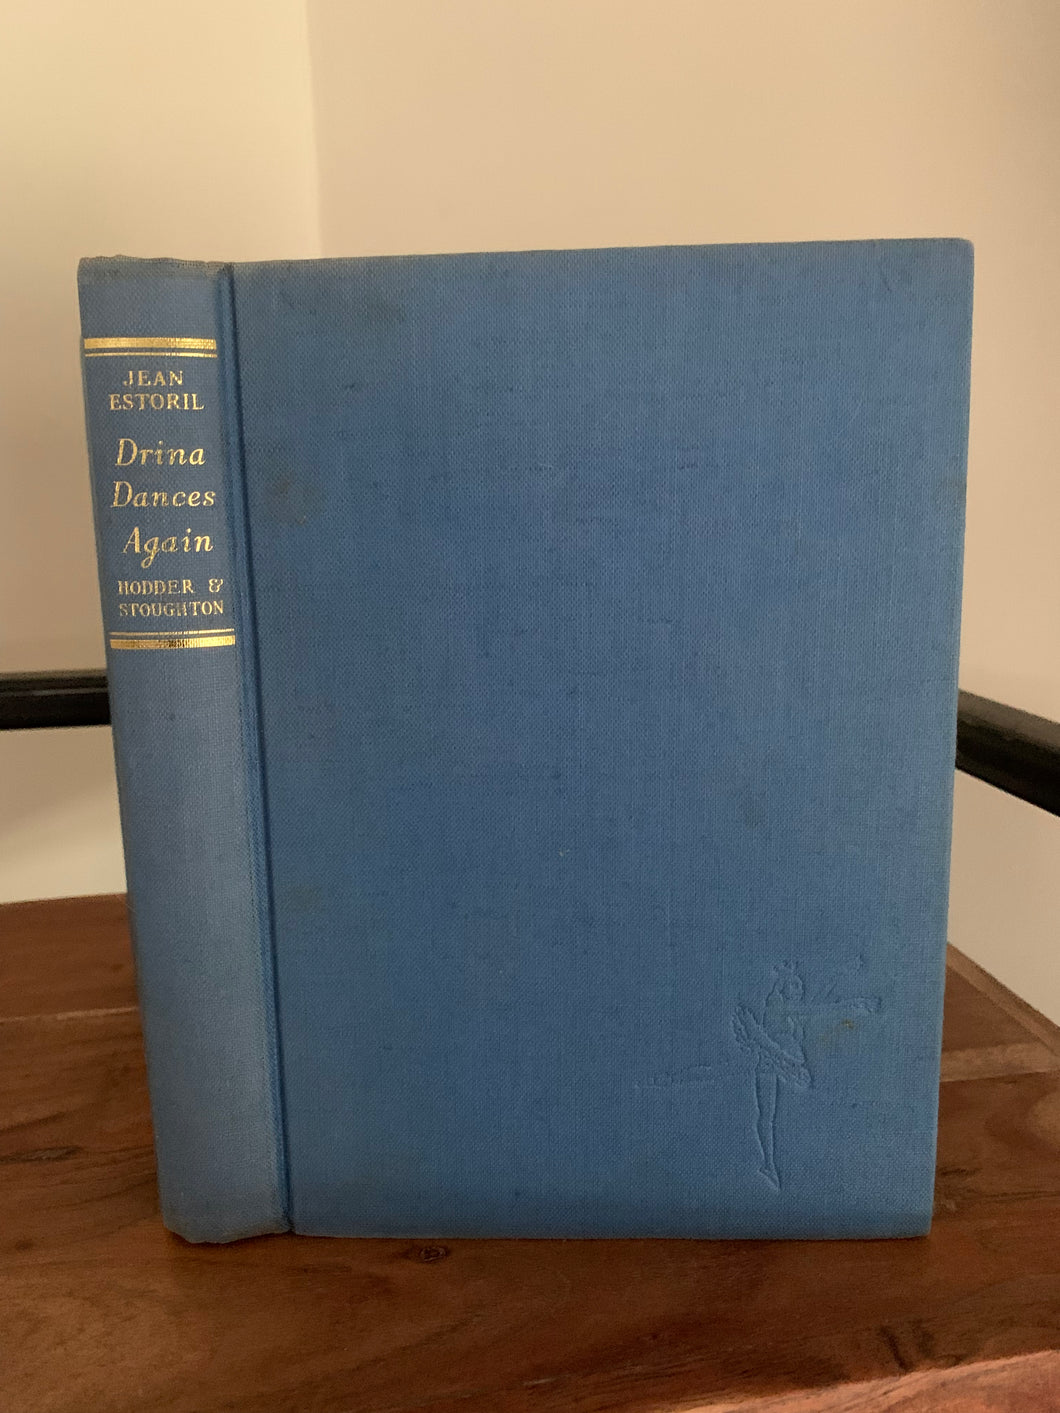 JEAN
ESTORIL
Drina
Dances
Again
HODDER &
STOUGHTON